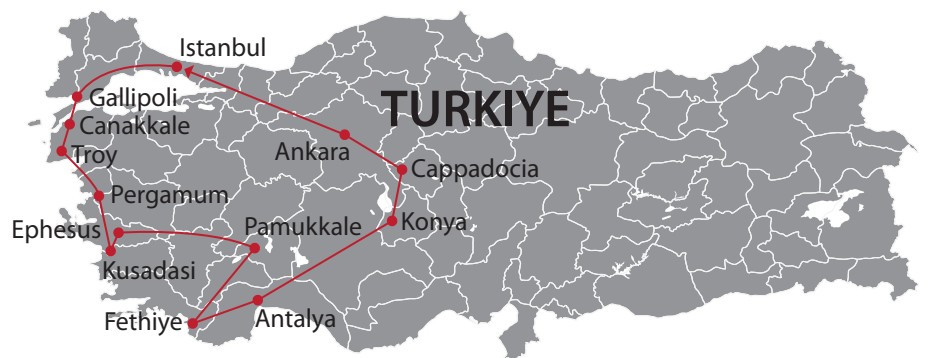 Istanbul
Gallipoli
TURKIYE
Canakkale
Ankara
Troy
Cappadocia
Pergamum
Ephesus
Pamukkale
Konya
Kusadasi
Fethiye
Antalya